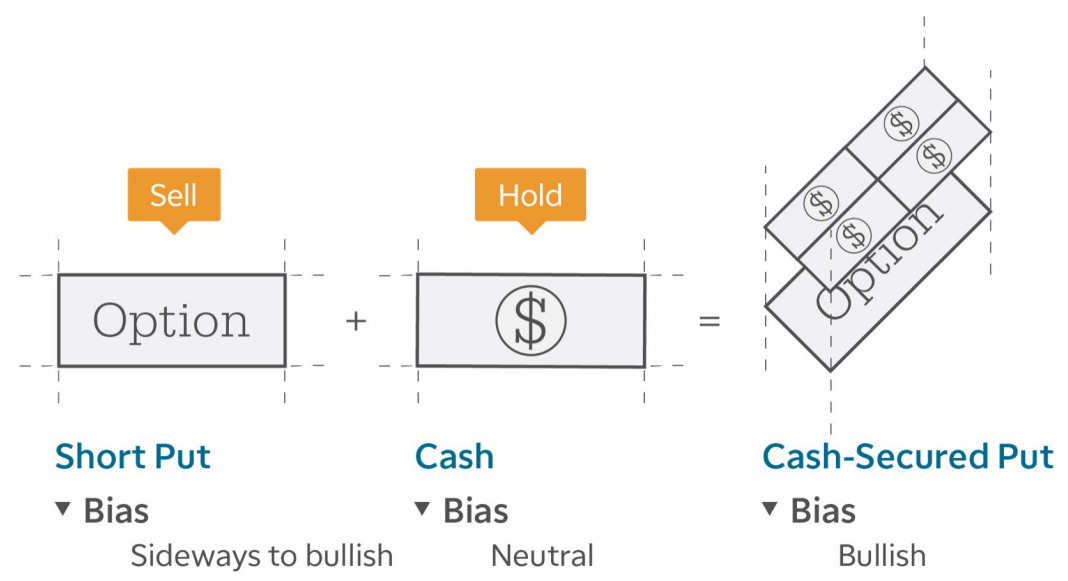 Sell
Hold
Option
+
$
=
$
$
$
$
Option
Short Put
Cash
Cash-Secured Put
▼ Bias
▼ Bias
▼ Bias
Sideways to bullish
Neutral
Bullish